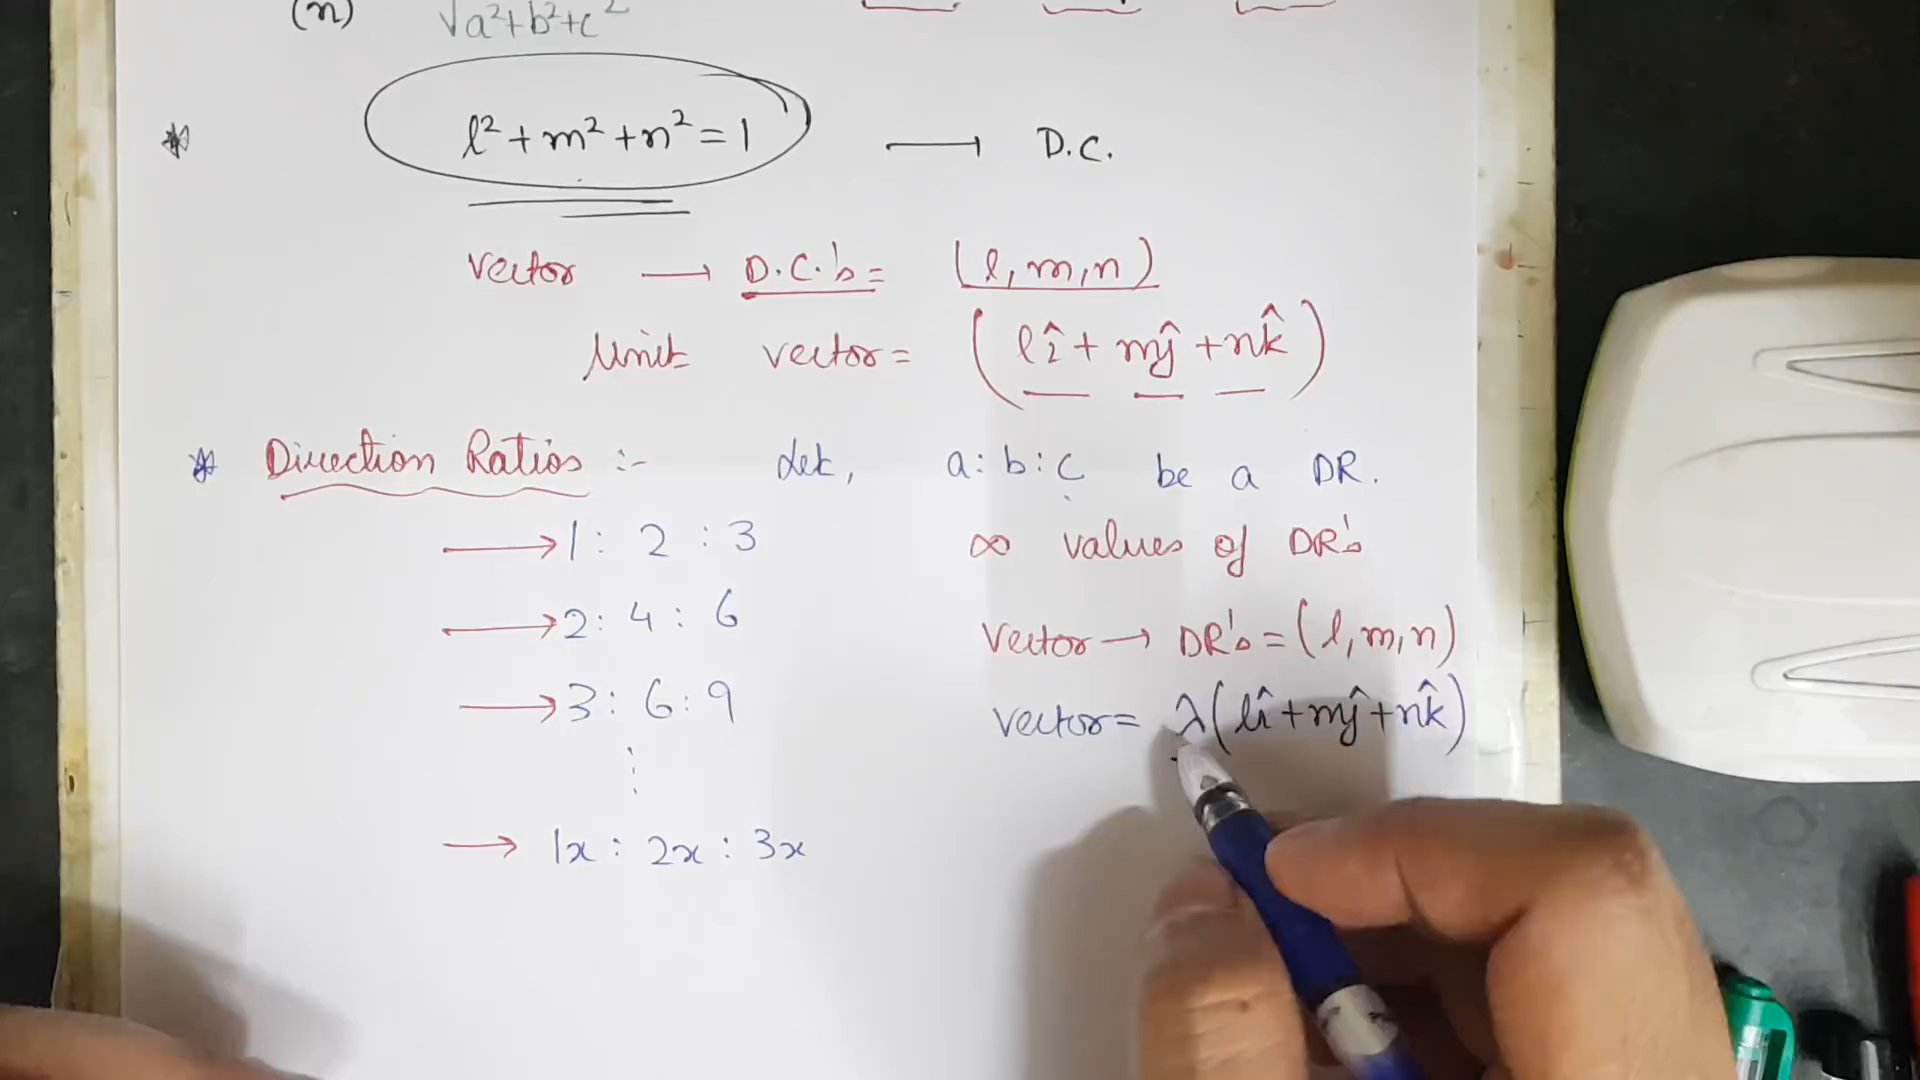 (n) √a²+b²+c²
* l²+m²+n²=1 → D.C.
vector → D.C.'s = (l,m,n)
Unit vector = (lî+mĵ+nk̂)
* Direction Ratios :- Let, a:b:c be a DR.
→ 1 : 2 : 3
∞ values of DR's
→ 2 : 4 : 6
Vector → DR's = (l,m,n)
→ 3 : 6 : 9
vector = λ(lî+mĵ+nk̂)
⋮
→ 1x : 2x : 3x